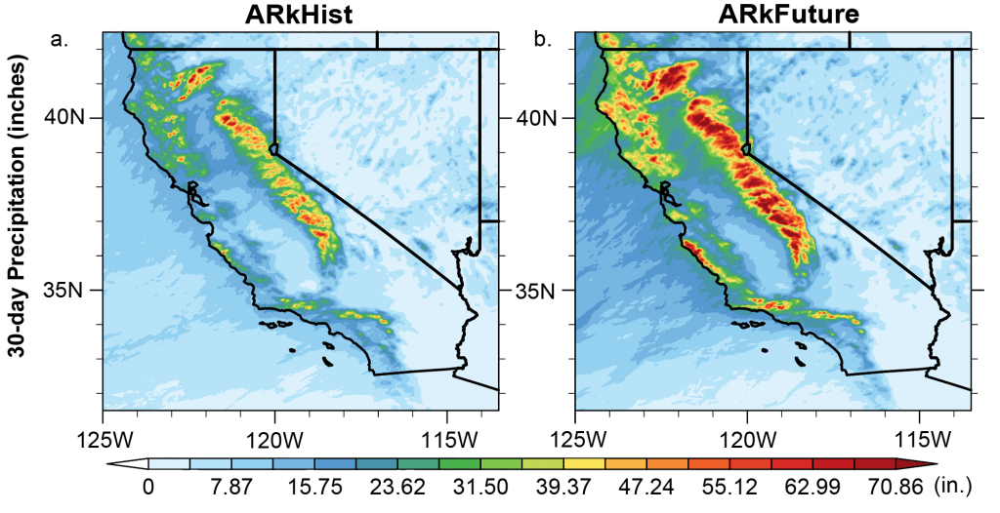 ARkHist
ARkFuture
30-day Precipitation (inches)
a.
b.
40N
40N
35N
35N
125W 120W 115W
125W 120W 115W
0 7.87 15.75 23.62 31.50 39.37 47.24 55.12 62.99 70.86 (in.)